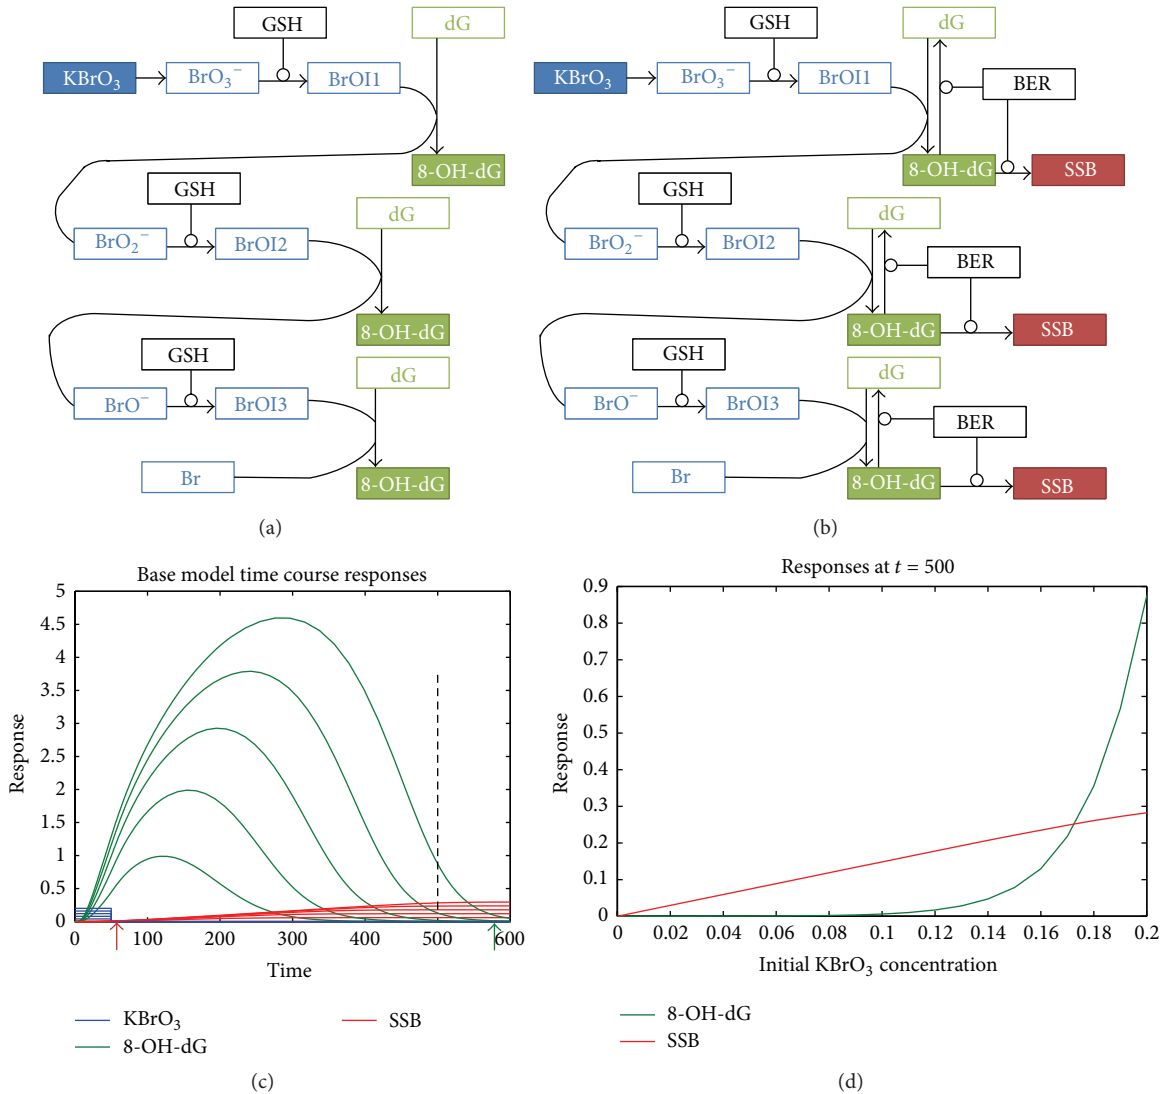 GSH
dG
KBrO₃
BrO₃⁻
BrOI1
8-OH-dG
GSH
dG
BrO₂⁻
BrOI2
8-OH-dG
GSH
dG
BrO⁻
BrOI3
Br
8-OH-dG
(a)
GSH
dG
KBrO₃
BrO₃⁻
BrOI1
BER
8-OH-dG
SSB
GSH
dG
BrO₂⁻
BrOI2
BER
8-OH-dG
SSB
GSH
dG
BrO⁻
BrOI3
BER
Br
8-OH-dG
SSB
(b)
Base model time course responses
5
4.5
4
3.5
3
2.5
2
1.5
1
0.5
0
Response
0 100 200 300 400 500 600
Time
KBrO₃
8-OH-dG
SSB
(c)
Responses at t = 500
0.9
0.8
0.7
0.6
0.5
0.4
0.3
0.2
0.1
0
Response
0 0.02 0.04 0.06 0.08 0.1 0.12 0.14 0.16 0.18 0.2
Initial KBrO₃ concentration
8-OH-dG
SSB
(d)